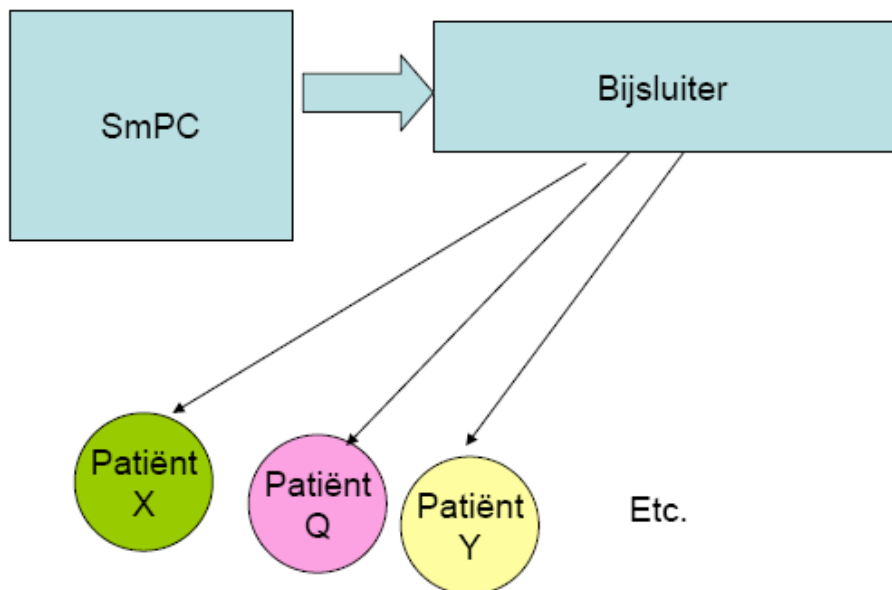 SmPC
Bijsluiter
Patiënt
X
Patiënt
Q
Patiënt
Y
Etc.